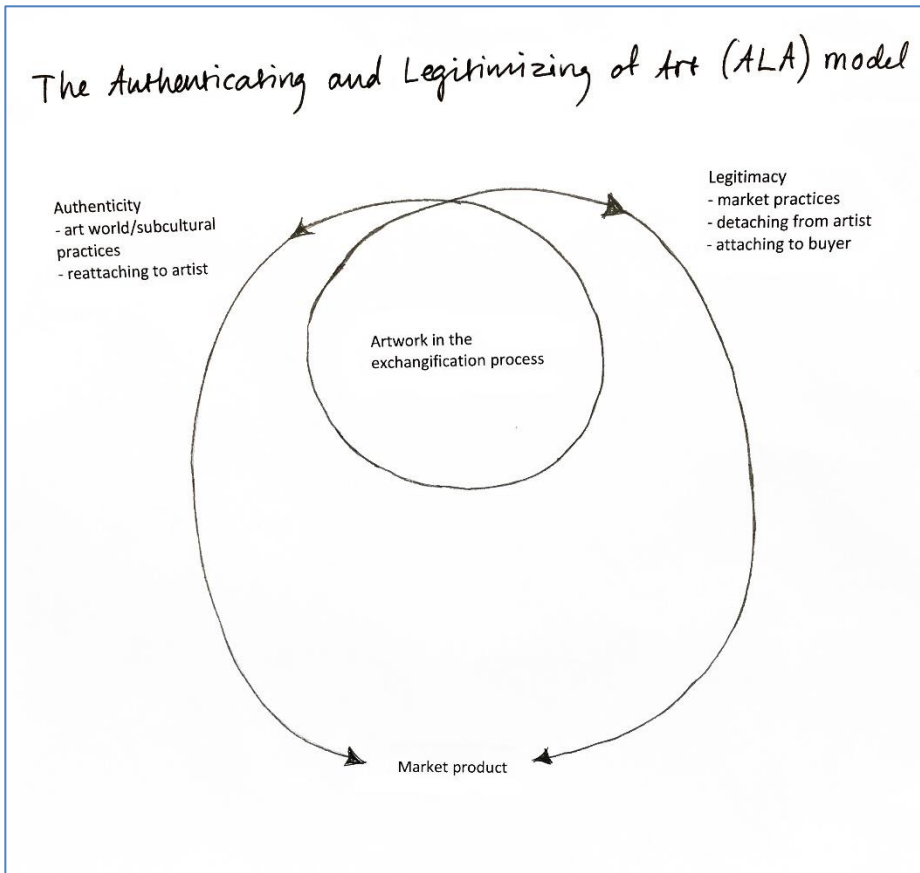 The Authenticating and Legitimizing of Art (ALA) model
Authenticity
- art world/subcultural
practices
- reattaching to artist
Legitimacy
- market practices
- detaching from artist
- attaching to buyer
Artwork in the
exchangification process
Market product